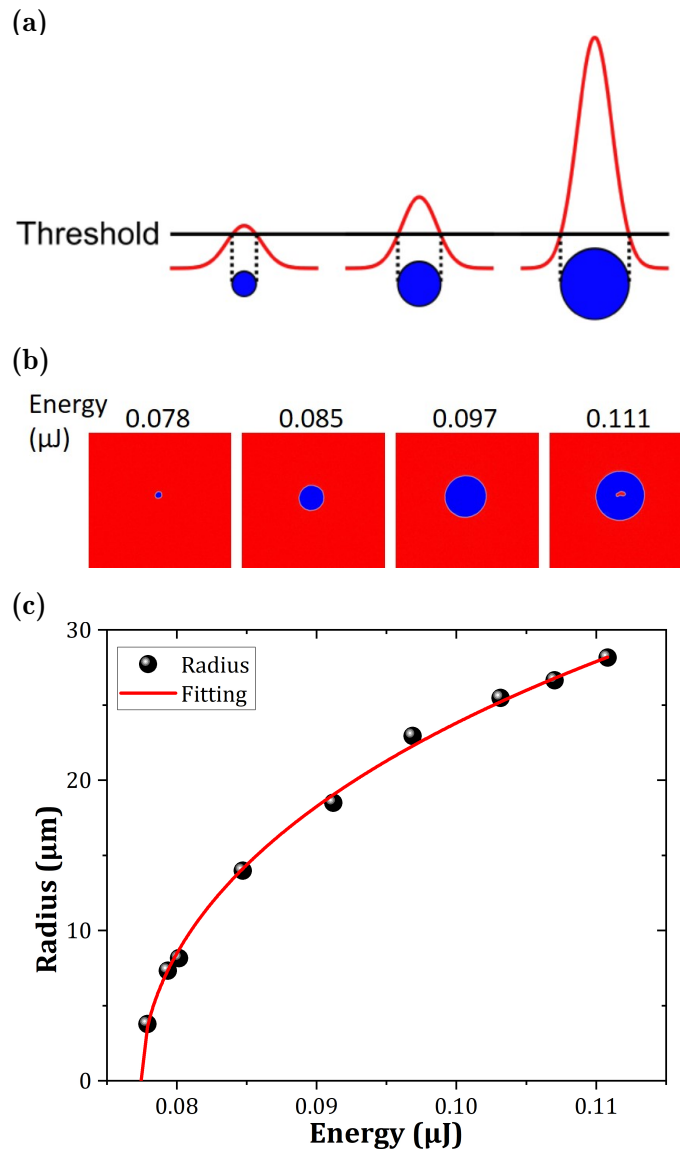 (a)
Threshold
(b)
Energy (μJ) 0.078 0.085 0.097 0.111
(c)
30
20
10
0
Radius (μm)
Radius
Fitting
0.08 0.09 0.10 0.11
Energy (μJ)